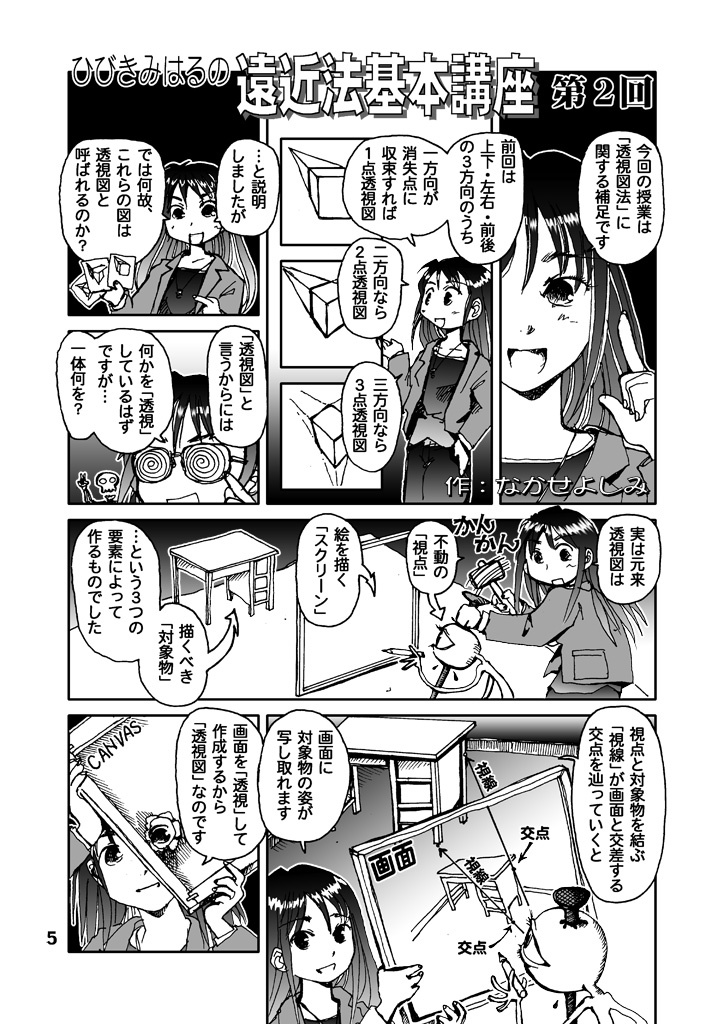 ひびきみはるの
遠近法基本講座
第2回
今回の授業は
「透視図法」に
関する補足です
作:なかせよしみ
前回は
上下・左右・前後
の3方向のうち
一方向が
消失点に
収束すれば
1点透視図
二方向なら
2点透視図
三方向なら
3点透視図
…と説明
しましたが
では何故、
これらの図は
透視図と
呼ばれるのか?
「透視図」と
言うからには
何かを「透視」
しているはず
ですが…
一体何を?
実は元来
透視図は
かんかん
不動の
「視点」
絵を描く
「スクリーン」
描くべき
「対象物」
…という3つの
要素によって
作るものでした
視点と対象物を結ぶ
「視線」が画面と交差する
交点を辿っていくと
視線
交点
視線
画面
交点
画面に
対象物の姿が
写し取れます
画面を「透視」して
作成するから
「透視図」なのです
CANVAS
5